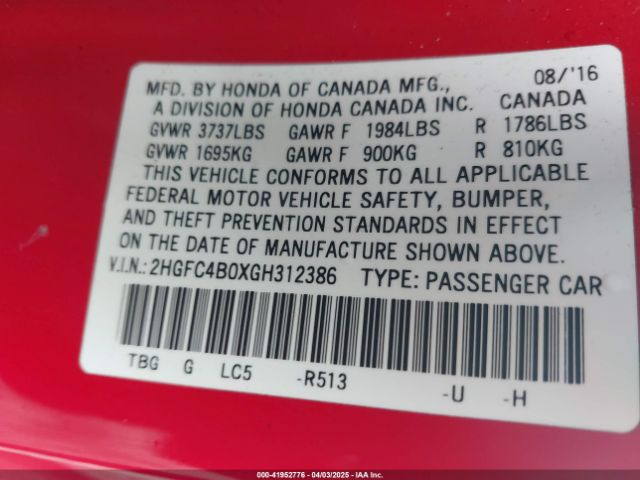 MFD. BY HONDA OF CANADA MFG., 08/'16
A DIVISION OF HONDA CANADA INC. CANADA
GVWR 3737LBS GAWR F 1984LBS R 1786LBS
GVWR 1695KG GAWR F 900KG R 810KG
THIS VEHICLE CONFORMS TO ALL APPLICABLE
FEDERAL MOTOR VEHICLE SAFETY, BUMPER,
AND THEFT PREVENTION STANDARDS IN EFFECT
ON THE DATE OF MANUFACTURE SHOWN ABOVE.
V.I.N.: 2HGFC4B0XGH312386 TYPE: PASSENGER CAR
TBG G LC5 -R513 -U -H
000-41952776 - 04/03/2025 - IAA Inc.